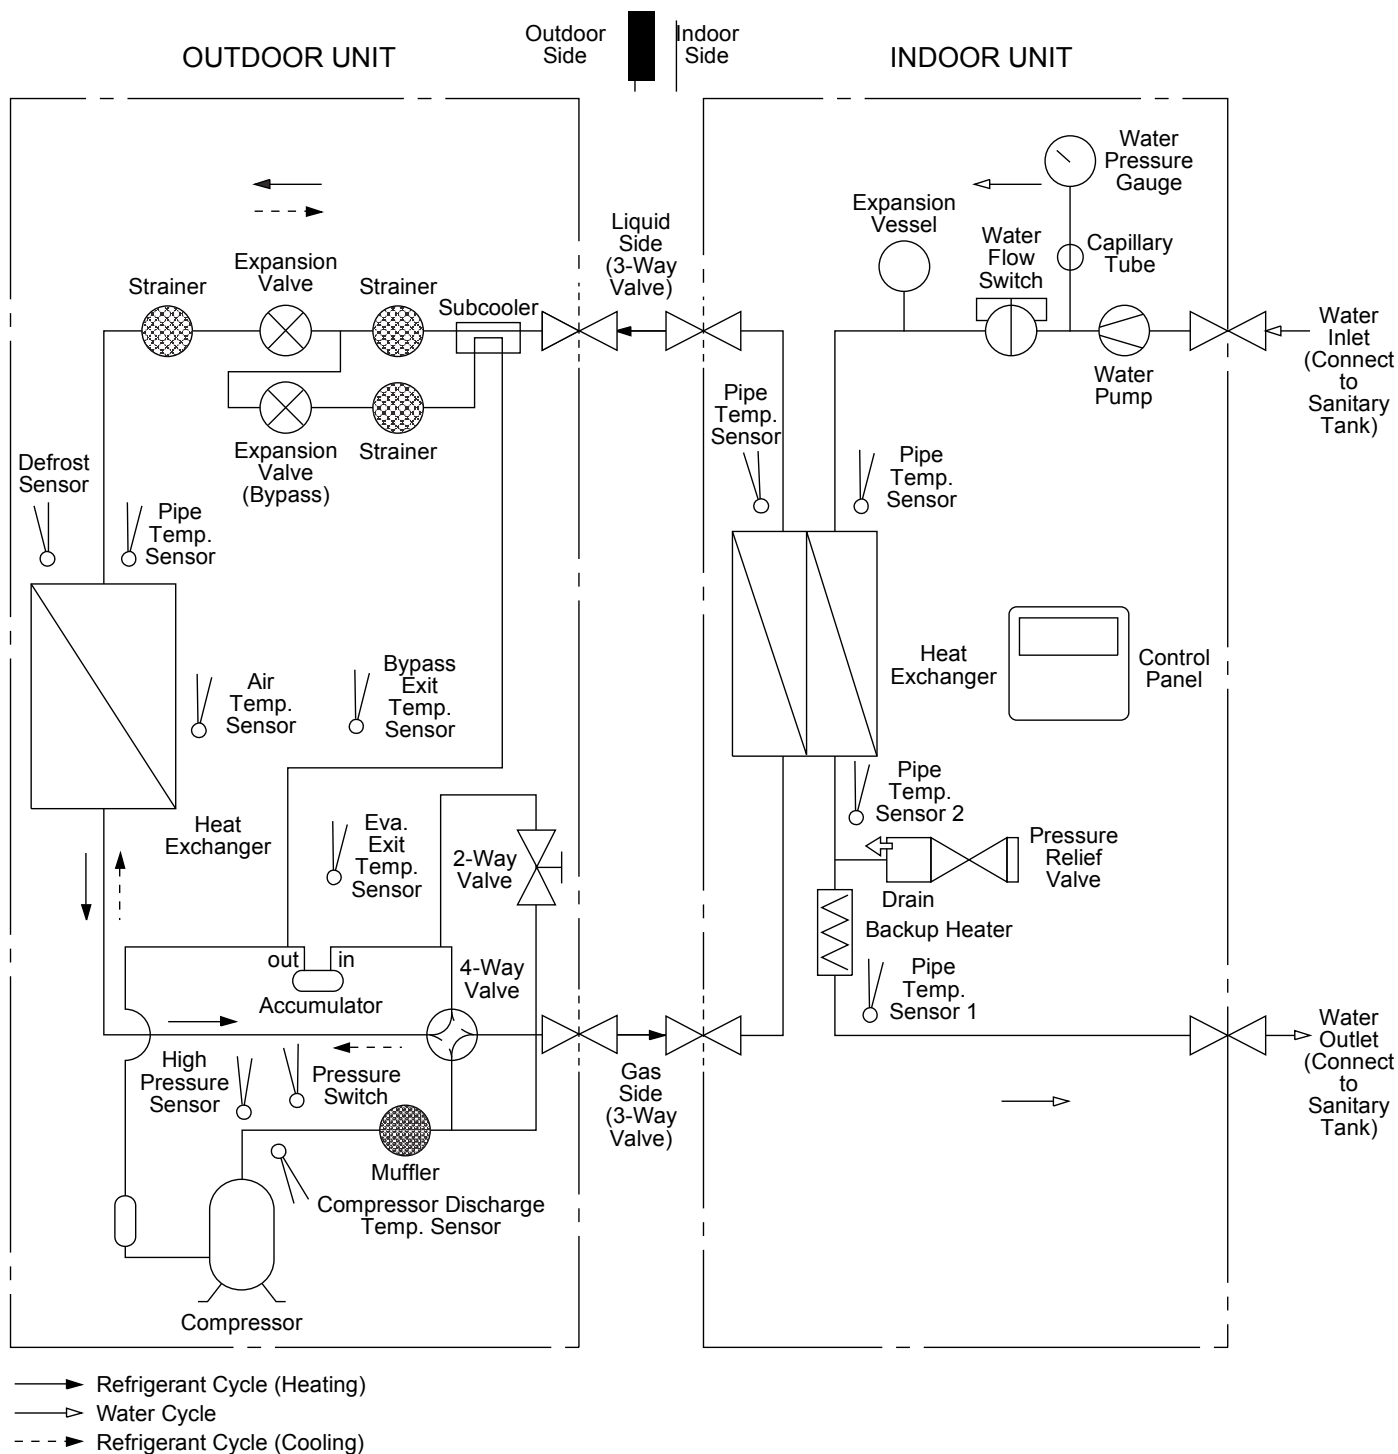 Outdoor
Side
Indoor
Side
OUTDOOR UNIT
INDOOR UNIT
Water
Pressure
Gauge
Expansion
Vessel
Water
Flow
Switch
Capillary
Tube
Liquid
Side
(3-Way
Valve)
Strainer
Expansion
Valve
Strainer
Subcooler
Water
Inlet
(Connect
to
Sanitary
Tank)
Water
Pump
Pipe
Temp.
Sensor
Pipe
Temp.
Sensor
Expansion
Valve
(Bypass)
Strainer
Defrost
Sensor
Pipe
Temp.
Sensor
Air
Temp.
Sensor
Bypass
Exit
Temp.
Sensor
Heat
Exchanger
Control
Panel
Heat
Exchanger
Eva.
Exit
Temp.
Sensor
2-Way
Valve
Pipe
Temp.
Sensor 2
Pressure
Relief
Valve
Drain
Backup Heater
out
in
Accumulator
4-Way
Valve
Pipe
Temp.
Sensor 1
Water
Outlet
(Connect
to
Sanitary
Tank)
High
Pressure
Sensor
Pressure
Switch
Gas
Side
(3-Way
Valve)
Muffler
Compressor Discharge
Temp. Sensor
Compressor
Refrigerant Cycle (Heating)
Water Cycle
Refrigerant Cycle (Cooling)